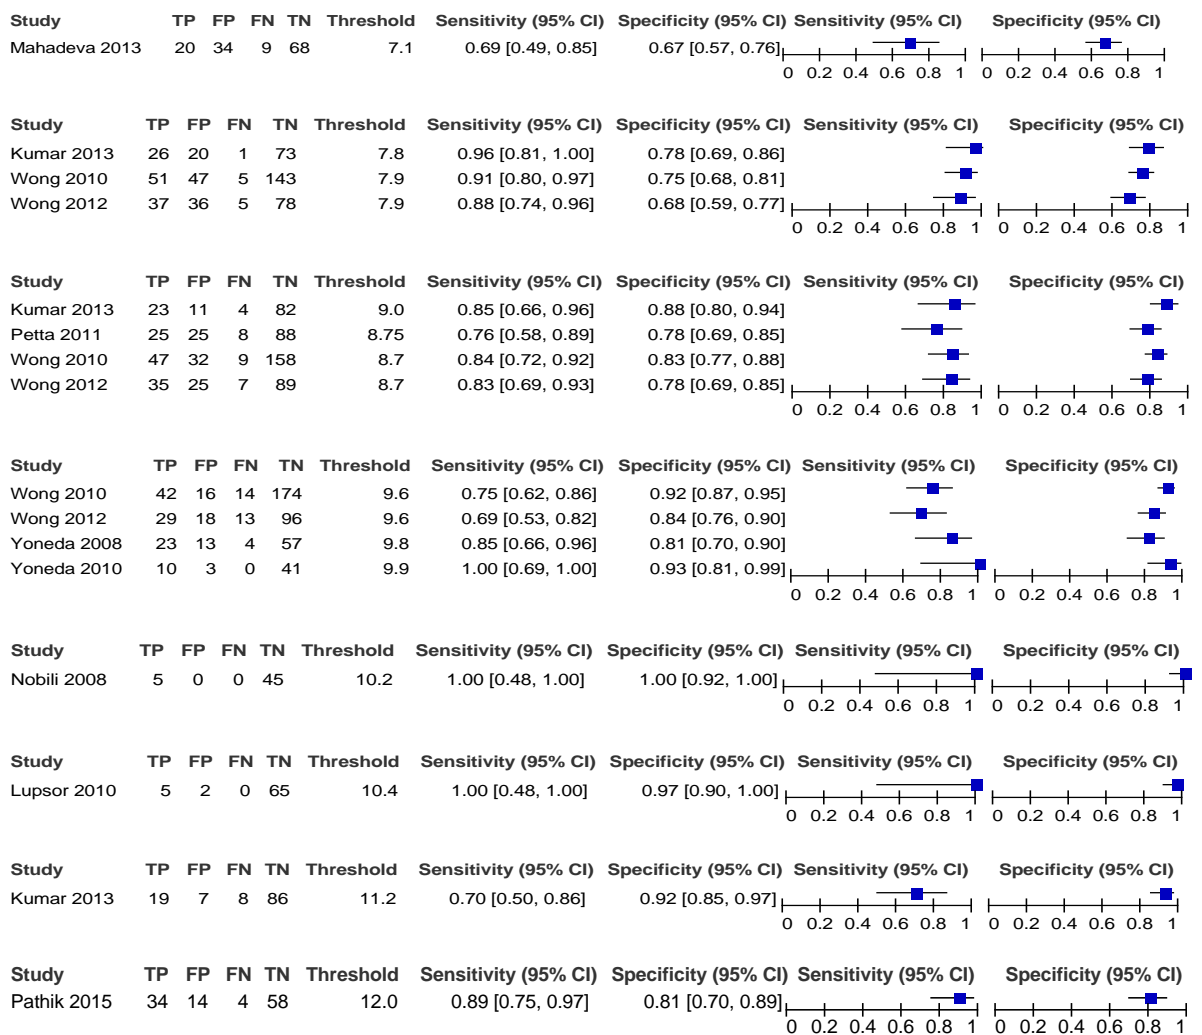 Study TP FP FN TN Threshold Sensitivity (95% CI) Specificity (95% CI) Sensitivity (95% CI) Specificity (95% CI)
Mahadeva 2013 20 34 9 68 7.1 0.69 [0.49, 0.85] 0.67 [0.57, 0.76]
0 0.2 0.4 0.6 0.8 1 0 0.2 0.4 0.6 0.8 1
Study TP FP FN TN Threshold Sensitivity (95% CI) Specificity (95% CI) Sensitivity (95% CI) Specificity (95% CI)
Kumar 2013 26 20 1 73 7.8 0.96 [0.81, 1.00] 0.78 [0.69, 0.86]
Wong 2010 51 47 5 143 7.9 0.91 [0.80, 0.97] 0.75 [0.68, 0.81]
Wong 2012 37 36 5 78 7.9 0.88 [0.74, 0.96] 0.68 [0.59, 0.77]
0 0.2 0.4 0.6 0.8 1 0 0.2 0.4 0.6 0.8 1
Study TP FP FN TN Threshold Sensitivity (95% CI) Specificity (95% CI) Sensitivity (95% CI) Specificity (95% CI)
Kumar 2013 23 11 4 82 9.0 0.85 [0.66, 0.96] 0.88 [0.80, 0.94]
Petta 2011 25 25 8 88 8.75 0.76 [0.58, 0.89] 0.78 [0.69, 0.85]
Wong 2010 47 32 9 158 8.7 0.84 [0.72, 0.92] 0.83 [0.77, 0.88]
Wong 2012 35 25 7 89 8.7 0.83 [0.69, 0.93] 0.78 [0.69, 0.85]
0 0.2 0.4 0.6 0.8 1 0 0.2 0.4 0.6 0.8 1
Study TP FP FN TN Threshold Sensitivity (95% CI) Specificity (95% CI) Sensitivity (95% CI) Specificity (95% CI)
Wong 2010 42 16 14 174 9.6 0.75 [0.62, 0.86] 0.92 [0.87, 0.95]
Wong 2012 29 18 13 96 9.6 0.69 [0.53, 0.82] 0.84 [0.76, 0.90]
Yoneda 2008 23 13 4 57 9.8 0.85 [0.66, 0.96] 0.81 [0.70, 0.90]
Yoneda 2010 10 3 0 41 9.9 1.00 [0.69, 1.00] 0.93 [0.81, 0.99]
0 0.2 0.4 0.6 0.8 1 0 0.2 0.4 0.6 0.8 1
Study TP FP FN TN Threshold Sensitivity (95% CI) Specificity (95% CI) Sensitivity (95% CI) Specificity (95% CI)
Nobili 2008 5 0 0 45 10.2 1.00 [0.48, 1.00] 1.00 [0.92, 1.00]
0 0.2 0.4 0.6 0.8 1 0 0.2 0.4 0.6 0.8 1
Study TP FP FN TN Threshold Sensitivity (95% CI) Specificity (95% CI) Sensitivity (95% CI) Specificity (95% CI)
Lupsor 2010 5 2 0 65 10.4 1.00 [0.48, 1.00] 0.97 [0.90, 1.00]
0 0.2 0.4 0.6 0.8 1 0 0.2 0.4 0.6 0.8 1
Study TP FP FN TN Threshold Sensitivity (95% CI) Specificity (95% CI) Sensitivity (95% CI) Specificity (95% CI)
Kumar 2013 19 7 8 86 11.2 0.70 [0.50, 0.86] 0.92 [0.85, 0.97]
0 0.2 0.4 0.6 0.8 1 0 0.2 0.4 0.6 0.8 1
Study TP FP FN TN Threshold Sensitivity (95% CI) Specificity (95% CI) Sensitivity (95% CI) Specificity (95% CI)
Pathik 2015 34 14 4 58 12.0 0.89 [0.75, 0.97] 0.81 [0.70, 0.89]
0 0.2 0.4 0.6 0.8 1 0 0.2 0.4 0.6 0.8 1